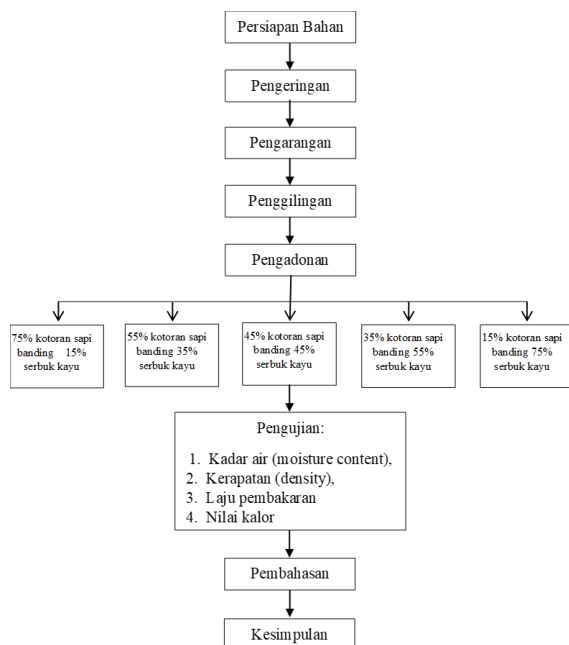 Persiapan Bahan
Pengeringan
Pengarangan
Penggilingan
Pengadonan
75% kotoran sapi
banding 15%
serbuk kayu
55% kotoran sapi
banding 35%
serbuk kayu
45% kotoran sapi
banding 45%
serbuk kayu
35% kotoran sapi
banding 55%
serbuk kayu
15% kotoran sapi
banding 75%
serbuk kayu
Pengujian:
1. Kadar air (moisture content),
2. Kerapatan (density),
3. Laju pembakaran
4. Nilai kalor
Pembahasan
Kesimpulan